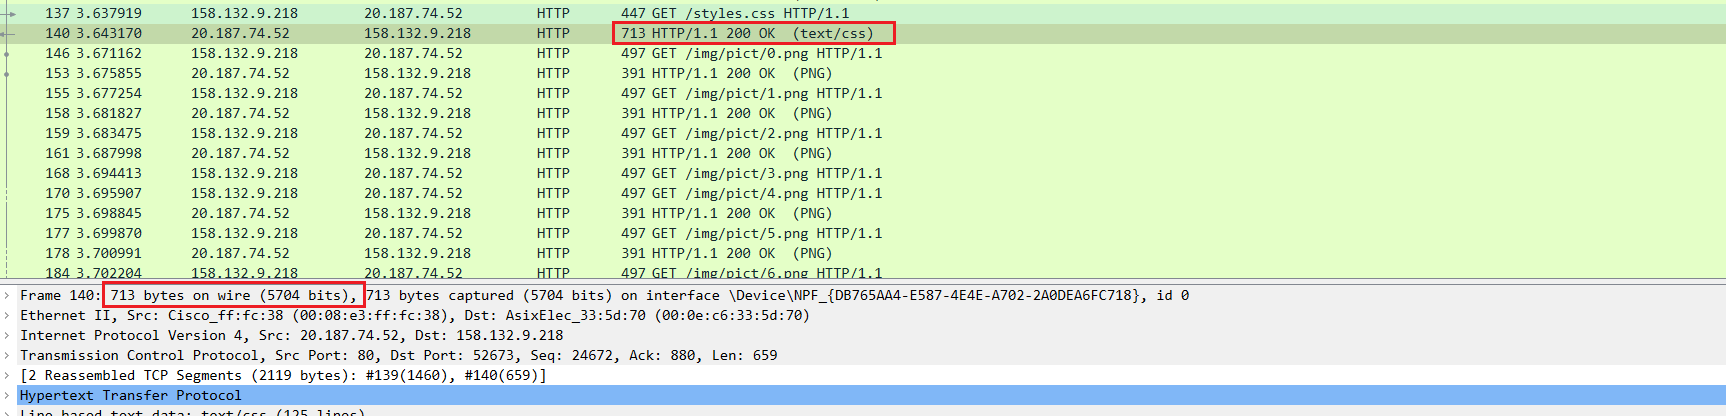 137 3.637919 158.132.9.218 20.187.74.52 HTTP 447 GET /styles.css HTTP/1.1
140 3.643170 20.187.74.52 158.132.9.218 HTTP 713 HTTP/1.1 200 OK (text/css)
146 3.671162 158.132.9.218 20.187.74.52 HTTP 497 GET /img/pict/0.png HTTP/1.1
153 3.675855 20.187.74.52 158.132.9.218 HTTP 391 HTTP/1.1 200 OK (PNG)
155 3.677254 158.132.9.218 20.187.74.52 HTTP 497 GET /img/pict/1.png HTTP/1.1
158 3.681827 20.187.74.52 158.132.9.218 HTTP 391 HTTP/1.1 200 OK (PNG)
159 3.683475 158.132.9.218 20.187.74.52 HTTP 497 GET /img/pict/2.png HTTP/1.1
161 3.687998 20.187.74.52 158.132.9.218 HTTP 391 HTTP/1.1 200 OK (PNG)
168 3.694413 158.132.9.218 20.187.74.52 HTTP 497 GET /img/pict/3.png HTTP/1.1
170 3.695907 158.132.9.218 20.187.74.52 HTTP 497 GET /img/pict/4.png HTTP/1.1
175 3.698845 20.187.74.52 158.132.9.218 HTTP 391 HTTP/1.1 200 OK (PNG)
177 3.699870 158.132.9.218 20.187.74.52 HTTP 497 GET /img/pict/5.png HTTP/1.1
178 3.700991 20.187.74.52 158.132.9.218 HTTP 391 HTTP/1.1 200 OK (PNG)
184 3.702204 158.132.9.218 20.187.74.52 HTTP 497 GET /img/pict/6.png HTTP/1.1
Frame 140: 713 bytes on wire (5704 bits), 713 bytes captured (5704 bits) on interface \Device\NPF_{DB765AA4-E587-4E4E-A702-2A0DEA6FC718}, id 0
Ethernet II, Src: Cisco_ff:fc:38 (00:08:e3:ff:fc:38), Dst: AsixElec_33:5d:70 (00:0e:c6:33:5d:70)
Internet Protocol Version 4, Src: 20.187.74.52, Dst: 158.132.9.218
Transmission Control Protocol, Src Port: 80, Dst Port: 52673, Seq: 24672, Ack: 880, Len: 659
[2 Reassembled TCP Segments (2119 bytes): #139(1460), #140(659)]
Hypertext Transfer Protocol
Line-based text data: text/css (125 lines)